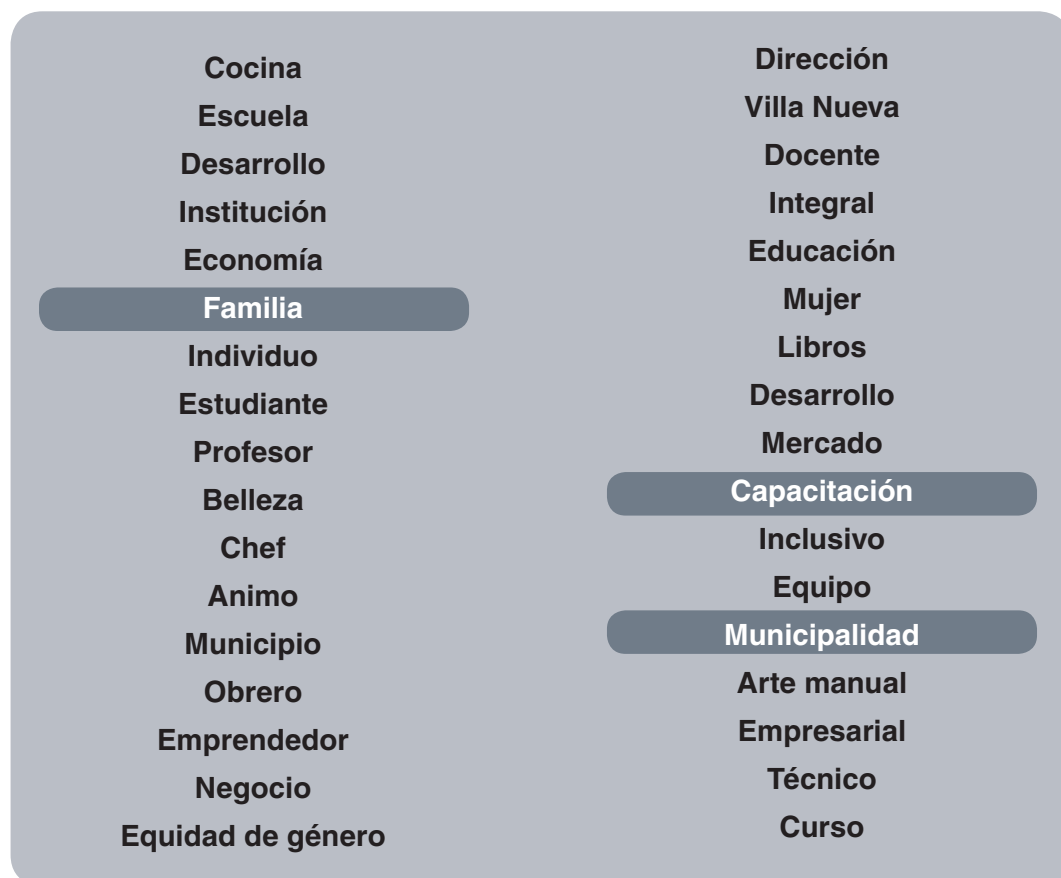 Cocina
Escuela
Desarrollo
Institución
Economía
Familia
Individuo
Estudiante
Profesor
Belleza
Chef
Animo
Municipio
Obrero
Emprendedor
Negocio
Equidad de género
Dirección
Villa Nueva
Docente
Integral
Educación
Mujer
Libros
Desarrollo
Mercado
Capacitación
Inclusivo
Equipo
Municipalidad
Arte manual
Empresarial
Técnico
Curso